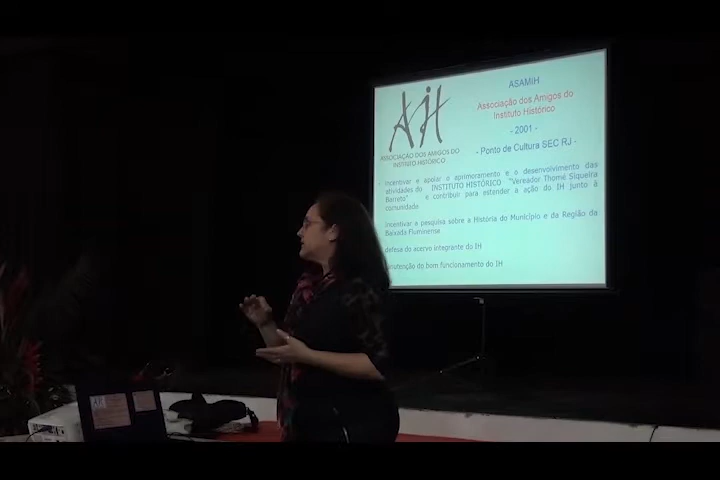 AiH
ASSOCIAÇÃO DOS AMIGOS DO
INSTITUTO HISTÓRICO
ASAMIH
Associação dos Amigos do
Instituto Histórico
- 2001 -
- Ponto de Cultura SEC RJ -
Incentivar e apoiar o aprimoramento e o desenvolvimento das
atividades do INSTITUTO HISTÓRICO "Vereador Thomé Siqueira
Barreto" e contribuir para estender a ação do IH junto à
comunidade
Incentivar a pesquisa sobre a História do Município e da Região da
Baixada Fluminense
defesa do acervo integrante do IH
do bom funcionamento do IH